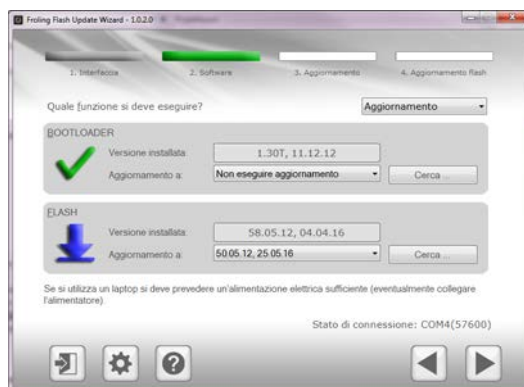 Froling Flash Update Wizard - 1.0.2.0
1. Interfaccia
2. Software
3. Aggiornamento
4. Aggiornamento flash
Quale funzione si deve eseguire?
Aggiornamento
BOOTLOADER
Versione installata:
1.30T, 11.12.12
Aggiornamento a:
Non eseguire aggiornamento
Cerca ...
FLASH
Versione installata:
58.05.12, 04.04.16
Aggiornamento a:
50.05.12, 25.05.16
Cerca ...
Se si utilizza un laptop si deve prevedere un'alimentazione elettrica sufficiente (eventualmente collegare
l'alimentatore).
Stato di connessione: COM4(57600)